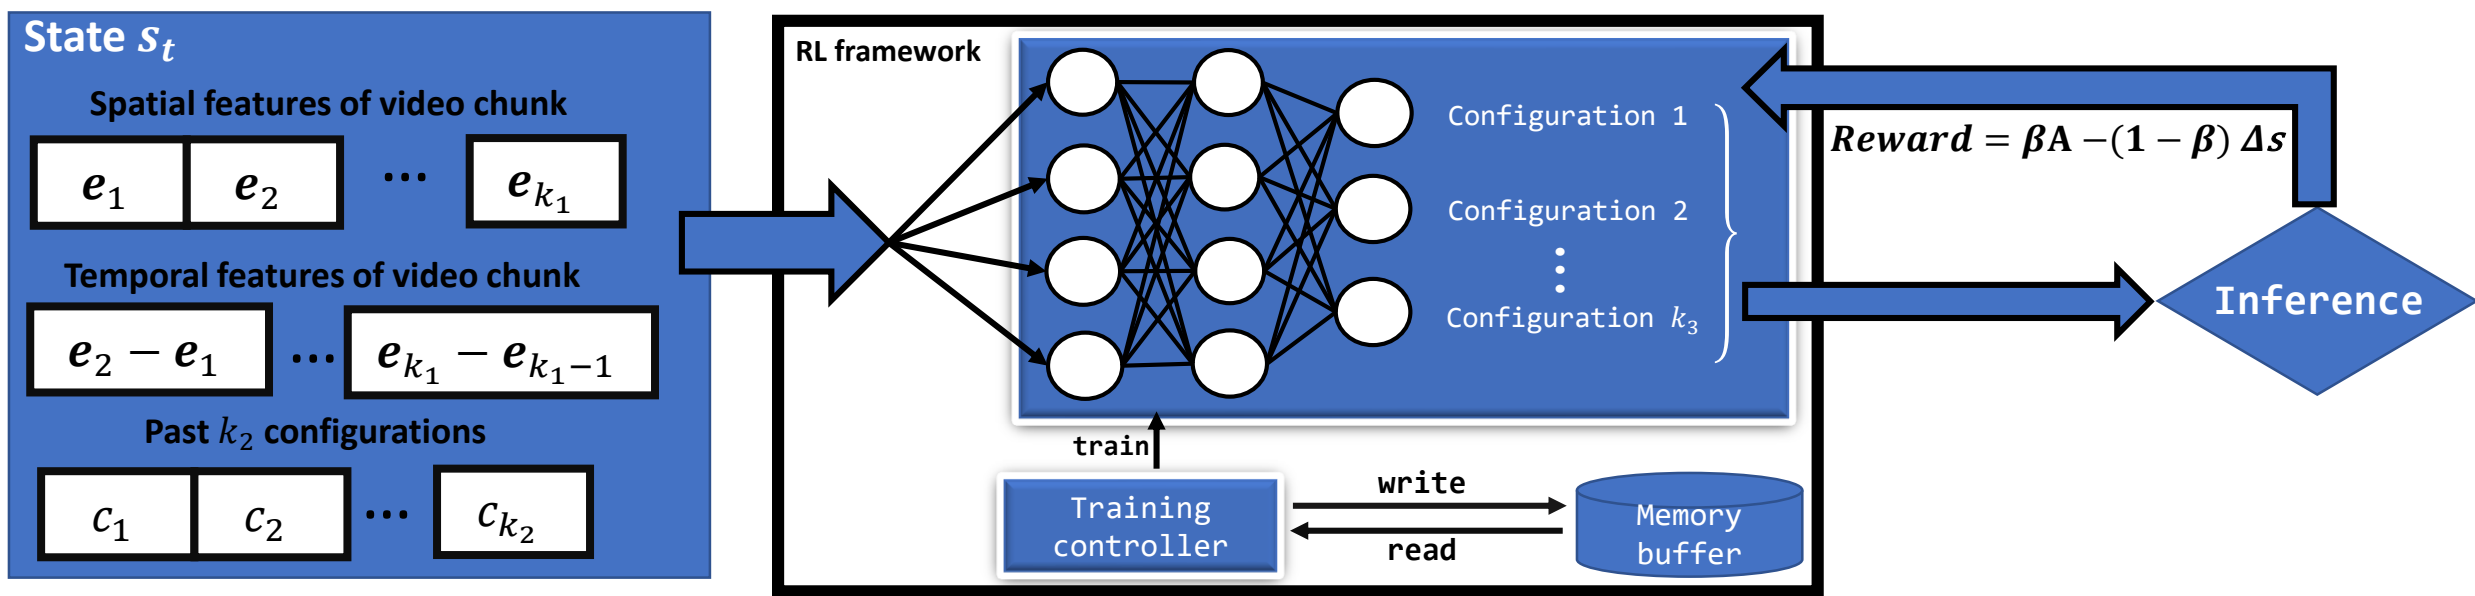 State s_t
Spatial features of video chunk
e_1 e_2 ... e_{k_1}
Temporal features of video chunk
e_2 − e_1 ... e_{k_1} − e_{k_1−1}
Past k_2 configurations
c_1 c_2 ... c_{k_2}
RL framework
Configuration 1
Configuration 2
⋮
Configuration k_3
train
Training
controller
write
read
Memory
buffer
Reward = βA −(1 − β) Δs
Inference